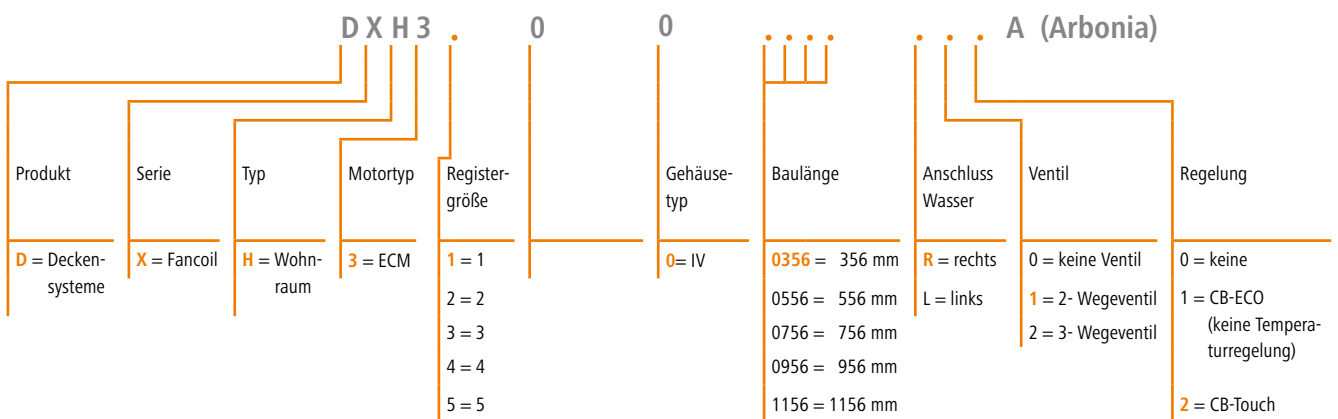 D X H 3 . 0 0 . . . . . . . A (Arbonia)
Produkt
D = Decken-
systeme
Serie
X = Fancoil
Typ
H = Wohn-
raum
Motortyp
3 = ECM
Register-
größe
1 = 1
2 = 2
3 = 3
4 = 4
5 = 5
Gehäuse-
typ
0= IV
Baulänge
0356 = 356 mm
0556 = 556 mm
0756 = 756 mm
0956 = 956 mm
1156 = 1156 mm
Anschluss
Wasser
R = rechts
L = links
Ventil
0 = keine Ventil
1 = 2- Wegeventil
2 = 3- Wegeventil
Regelung
0 = keine
1 = CB-ECO
(keine Tempera-
turregelung)
2 = CB-Touch